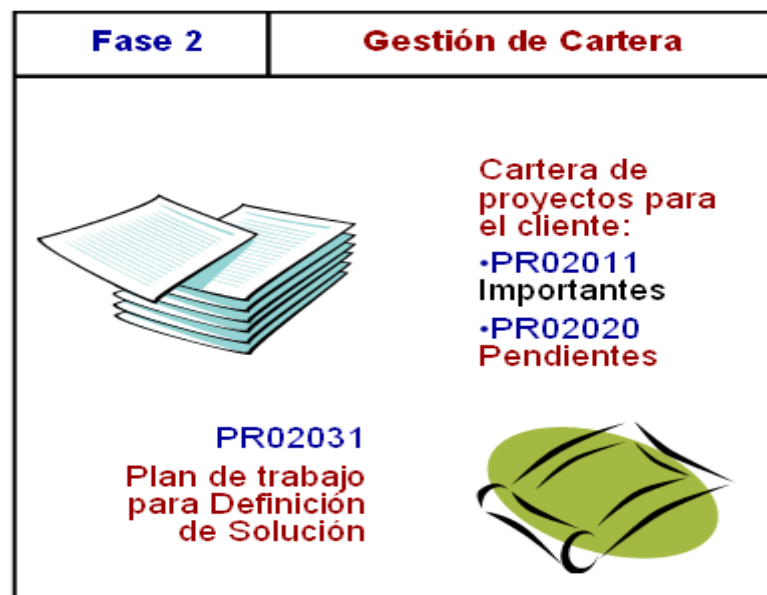 Fase 2
Gestión de Cartera
Cartera de
proyectos para
el cliente:
•PR02011
Importantes
•PR02020
Pendientes
PR02031
Plan de trabajo
para Definición
de Solución